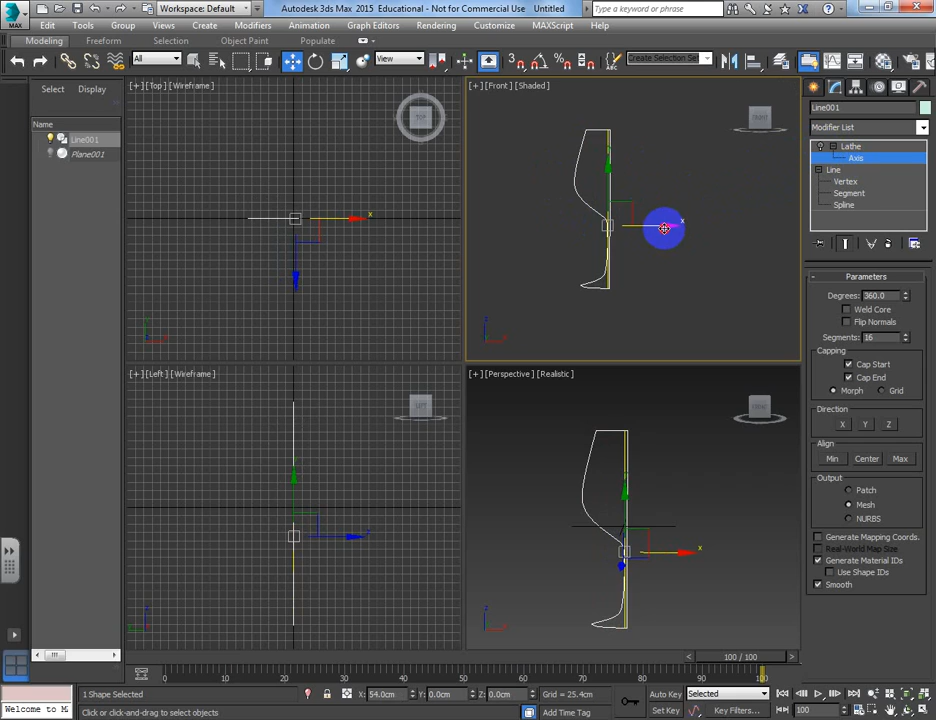 MAX
Workspace: Default
Autodesk 3ds Max 2015 Educational - Not for Commercial Use Untitled
Type a keyword or phrase
Edit Tools Group Views Create Modifiers Animation Graph Editors Rendering Customize MAXScript Help
Modeling Freeform Selection Object Paint Populate
All View Create Selection Set
Select Display
Name
Line001
Plane001
[+] [Top] [Wireframe]
TOP
x
[+] [Front] [Shaded]
FRONT
x
[+] [Left] [Wireframe]
LEFT
[+] [Perspective] [Realistic]
x
Line001
Modifier List
Lathe
Axis
Line
Vertex
Segment
Spline
Parameters
Degrees: 360.0
Weld Core
Flip Normals
Segments: 16
Capping
Cap Start
Cap End
Morph Grid
Direction
X Y Z
Align
Min Center Max
Output
Patch
Mesh
NURBS
Generate Mapping Coords.
Real-World Map Size
Generate Material IDs
Use Shape IDs
Smooth
100 / 100
0 10 20 30 40 50 60 70 80 90 100
1 Shape Selected X: 54.0cm Y: 0.0cm Z: 0.0cm Grid = 25.4cm Auto Key Selected
Welcome to M Click or click-and-drag to select objects Add Time Tag Set Key Key Filters... 100